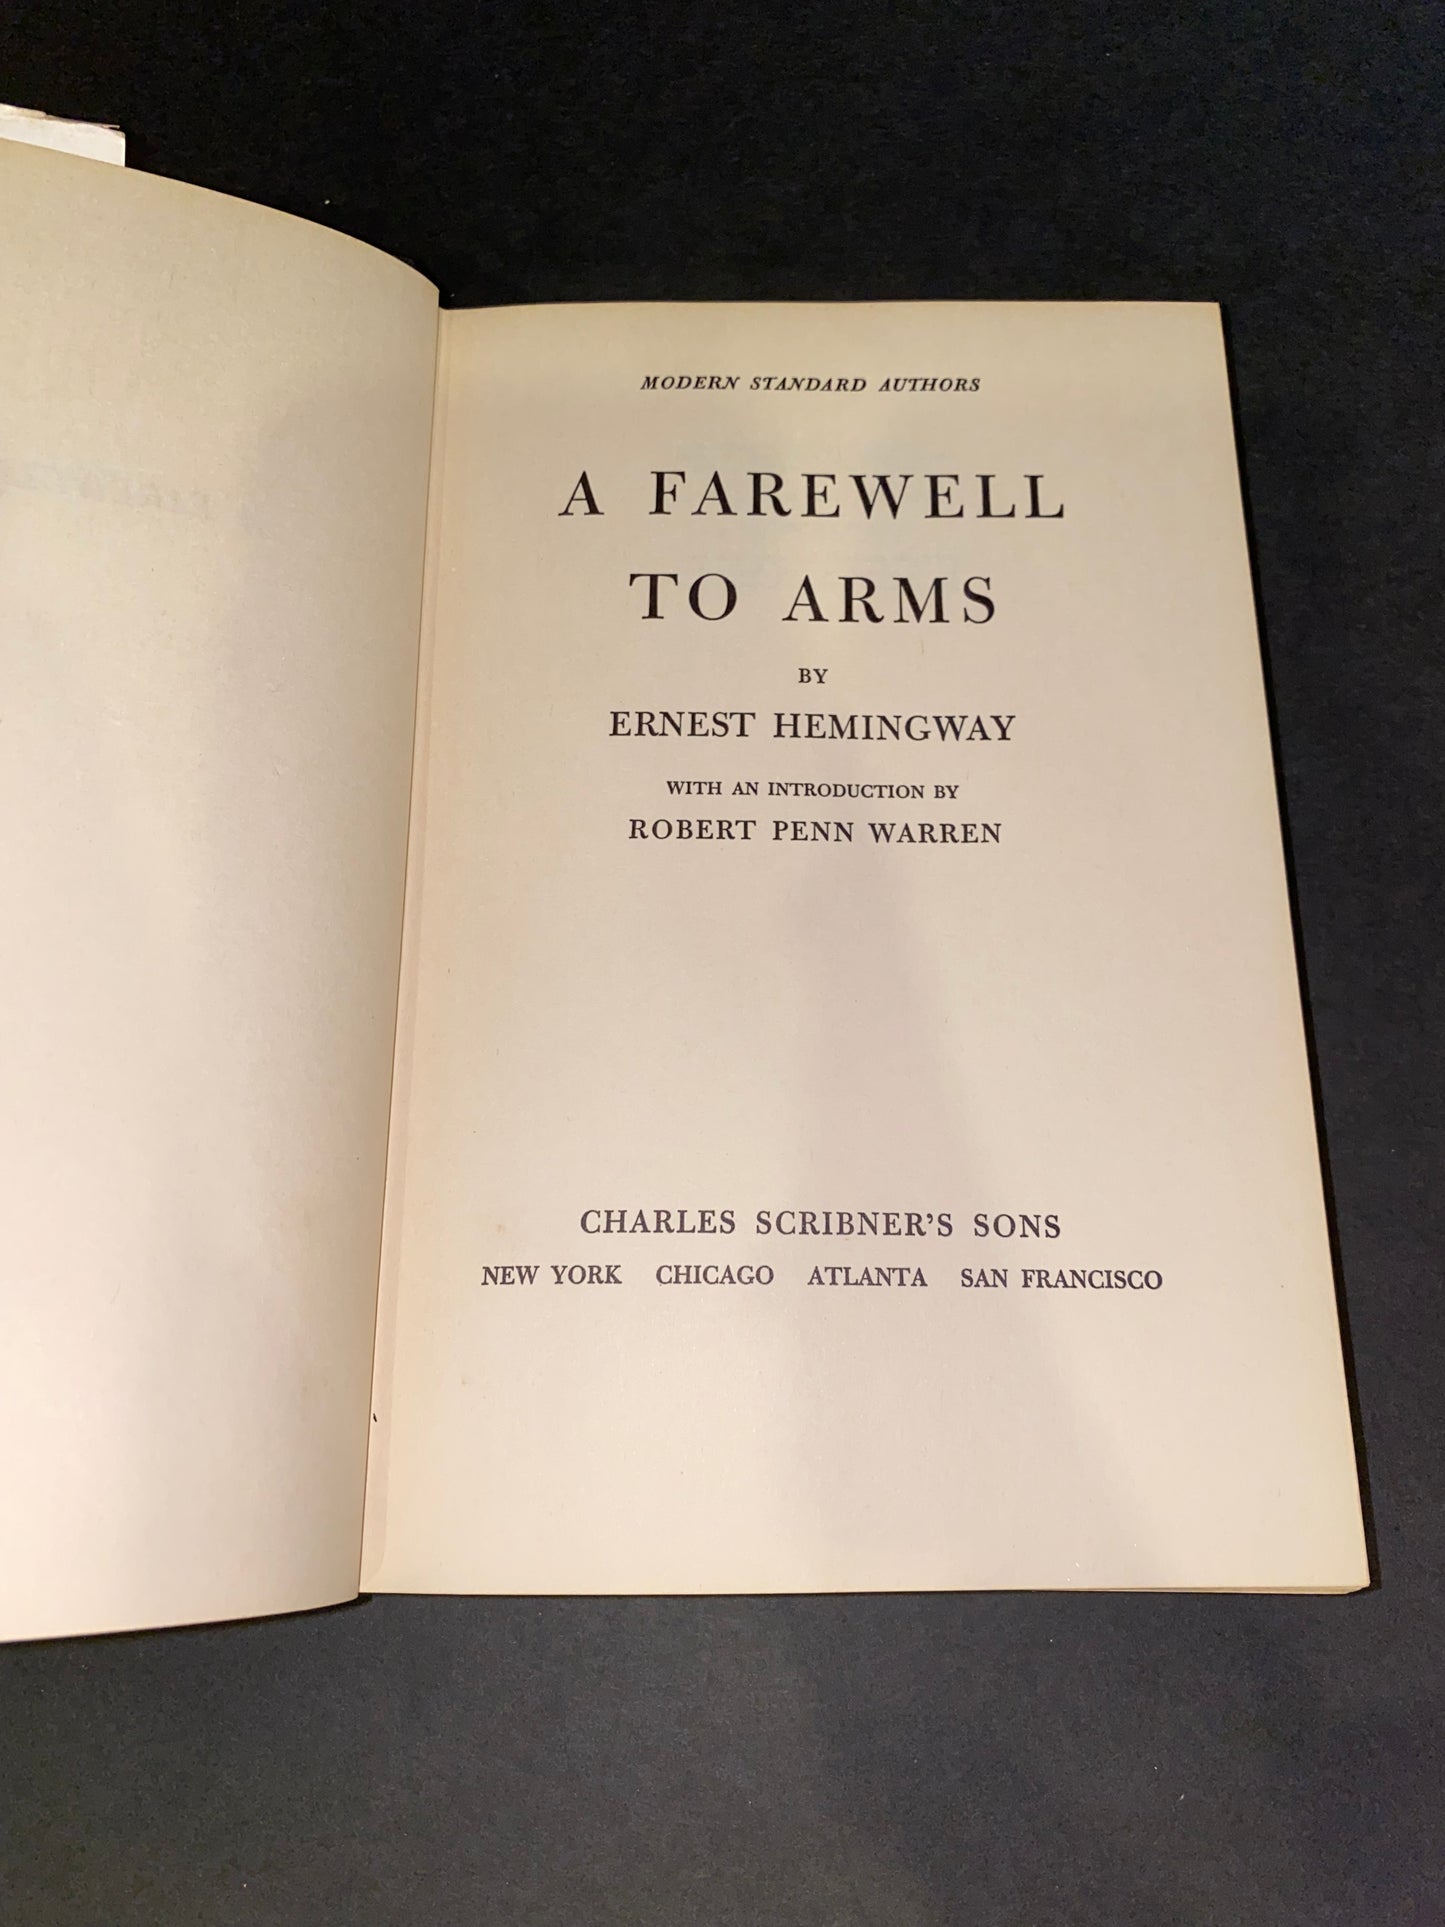 MODERN STANDARD AUTHORS
A FAREWELL
TO ARMS
BY
ERNEST HEMINGWAY
WITH AN INTRODUCTION BY
ROBERT PENN WARREN
CHARLES SCRIBNER'S SONS
NEW YORK CHICAGO ATLANTA SAN FRANCISCO